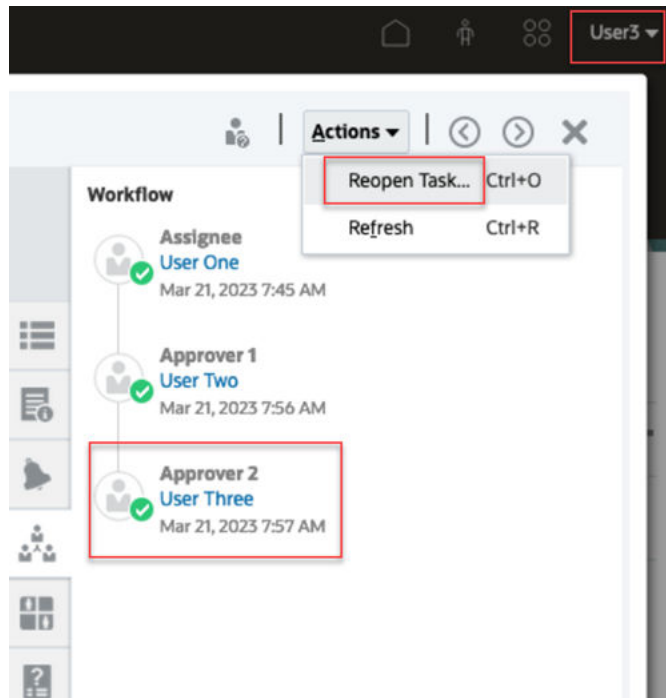 User3
Actions
Reopen Task... Ctrl+O
Refresh Ctrl+R
Workflow
Assignee
User One
Mar 21, 2023 7:45 AM
Approver 1
User Two
Mar 21, 2023 7:56 AM
Approver 2
User Three
Mar 21, 2023 7:57 AM